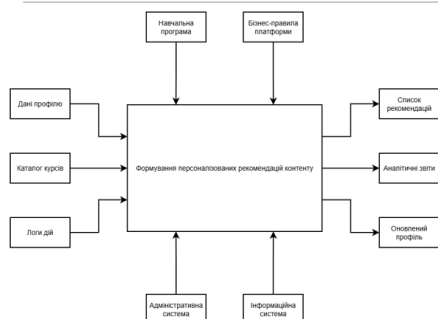 Навчальна
програма
Бізнес-правила
платформи
Дані профілю
Список
рекомендацій
Каталог курсів
Формування персоналізованих рекомендацій контенту
Аналітичні звіти
Логи дій
Оновлений
профіль
Адміністративна
система
Інформаційна
система